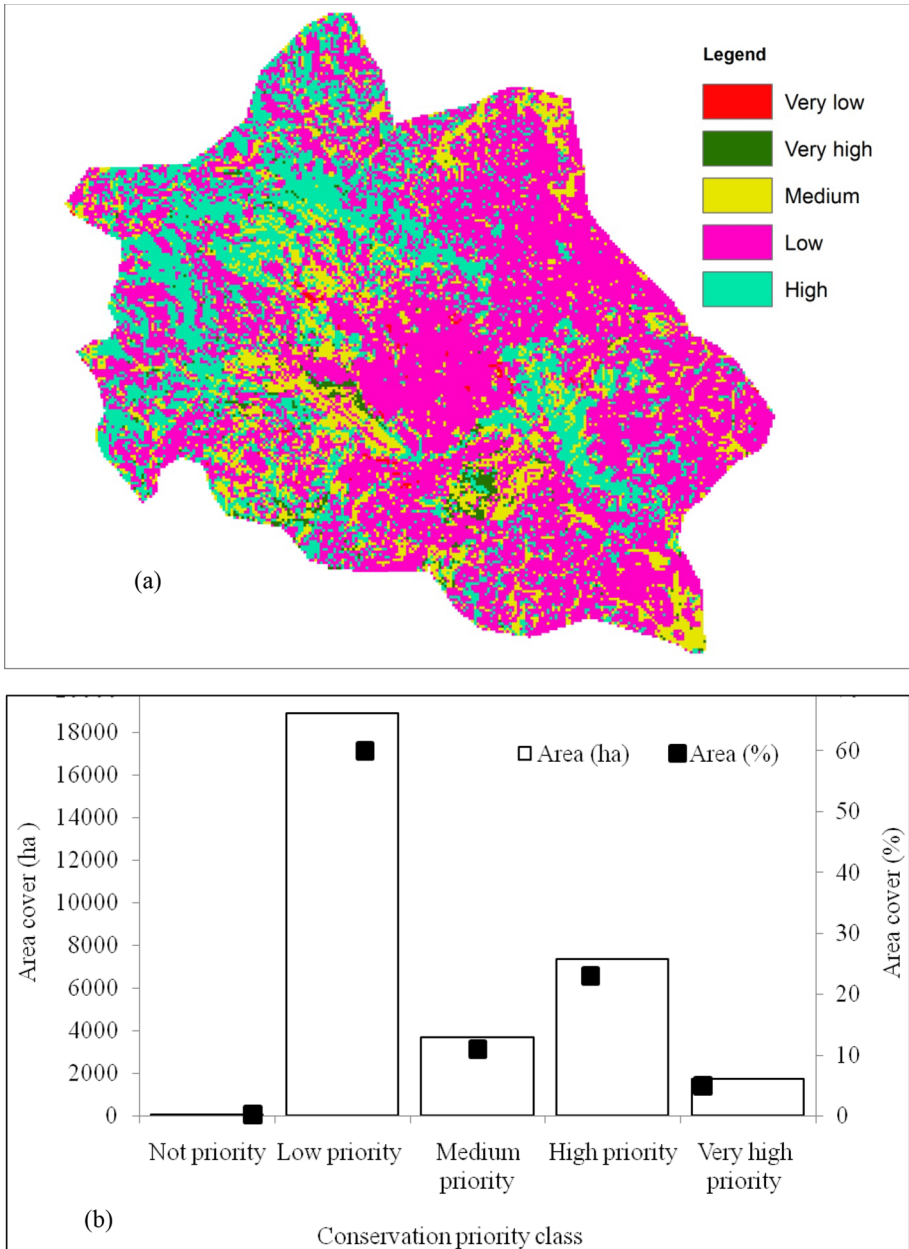 Legend
Very low
Very high
Medium
Low
High
(a)
18000
16000
14000
12000
10000
8000
6000
4000
2000
0
Area cover (ha )
Area (ha)
Area (%)
60
50
40
30
20
10
0
Area cover (%)
Not priority
Low priority
Medium
priority
High priority
Very high
priority
(b)
Conservation priority class